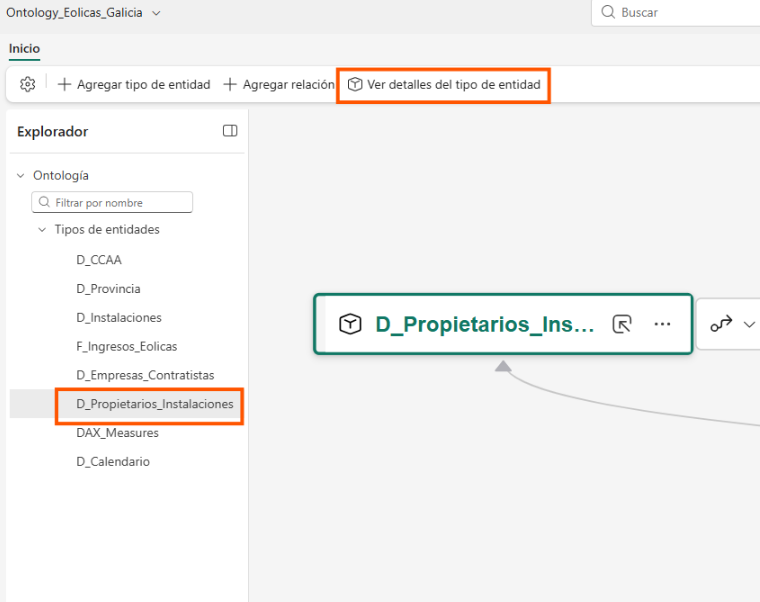 Ontology_Eolicas_Galicia
Buscar
Inicio
Agregar tipo de entidad
Agregar relación
Ver detalles del tipo de entidad
Explorador
Ontología
Filtrar por nombre
Tipos de entidades
D_CCAA
D_Provincia
D_Instalaciones
F_Ingresos_Eolicas
D_Empresas_Contratistas
D_Propietarios_Instalaciones
DAX_Measures
D_Calendario
D_Propietarios_Ins...